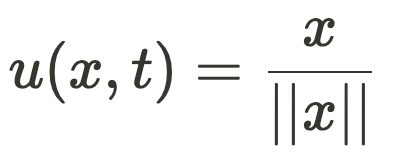 u(x, t) = x / ||x||